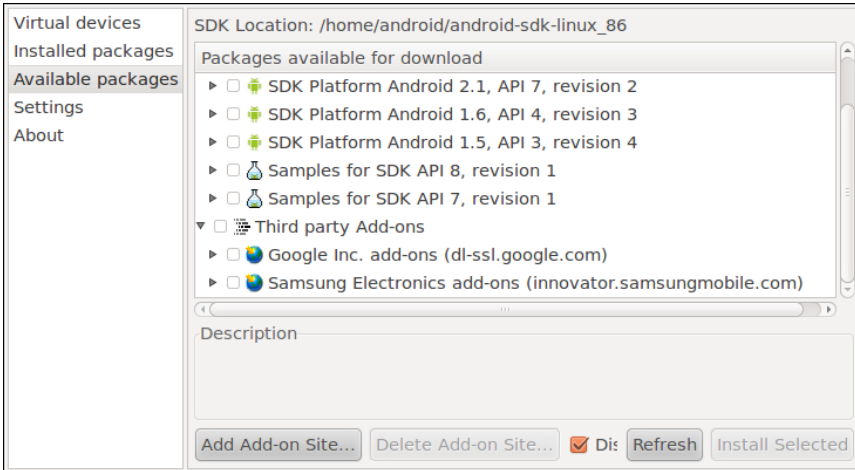 Virtual devices
Installed packages
Available packages
Settings
About
SDK Location: /home/android/android-sdk-linux_86
Packages available for download
SDK Platform Android 2.1, API 7, revision 2
SDK Platform Android 1.6, API 4, revision 3
SDK Platform Android 1.5, API 3, revision 4
Samples for SDK API 8, revision 1
Samples for SDK API 7, revision 1
Third party Add-ons
Google Inc. add-ons (dl-ssl.google.com)
Samsung Electronics add-ons (innovator.samsungmobile.com)
Description
Add Add-on Site... Delete Add-on Site... Dis Refresh Install Selected